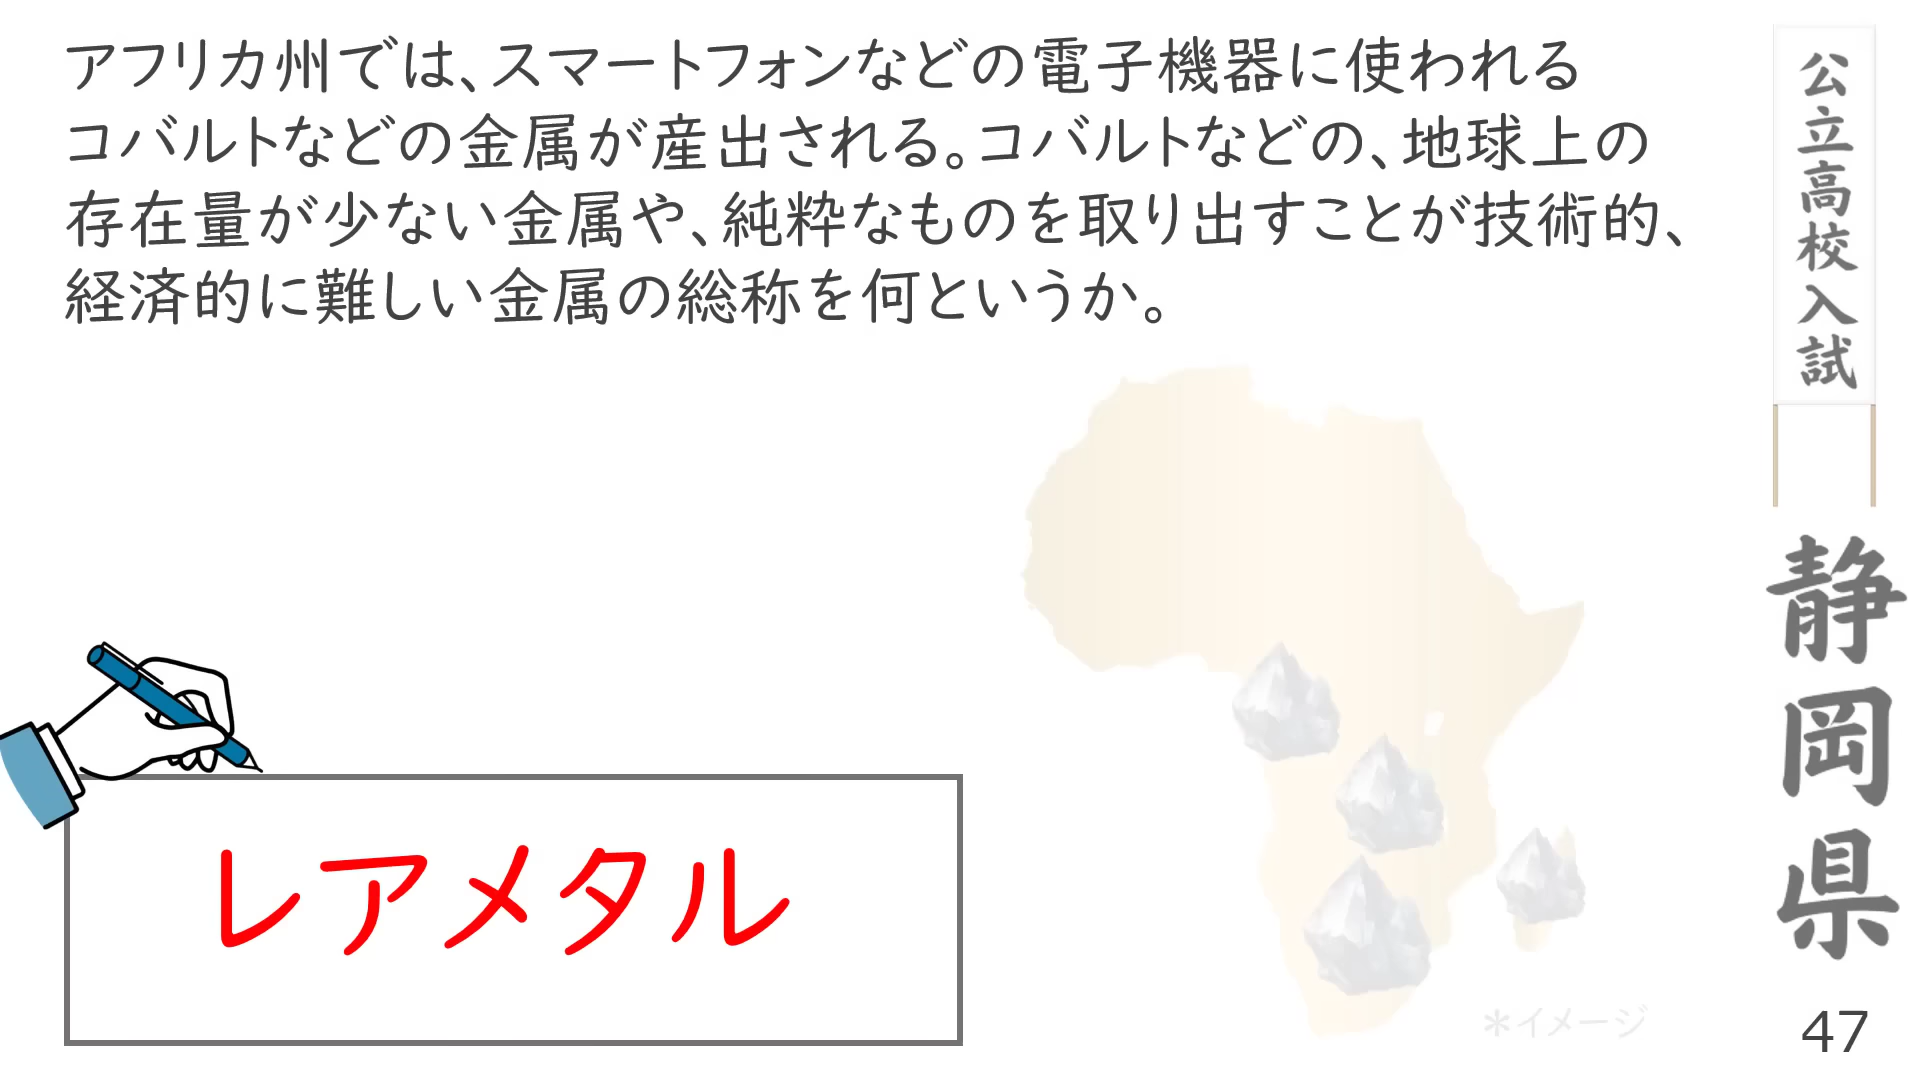 アフリカ州では、スマートフォンなどの電子機器に使われる
コバルトなどの金属が産出される。コバルトなどの、地球上の
存在量が少ない金属や、純粋なものを取り出すことが技術的、
経済的に難しい金属の総称を何というか。
レアメタル
*イメージ
公立高校入試
静岡県
47